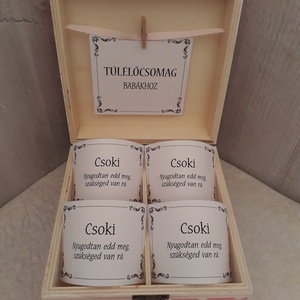 TÚLÉLŐCSOMAG
BABÁKHOZ
Csoki
Nyugodtan edd meg,
szükséged van rá
Csoki
Nyugodtan edd meg,
szükséged van rá
Csoki
Nyugodtan edd meg,
szükséged van rá
Csoki
Nyugodtan edd meg,
szükséged van rá